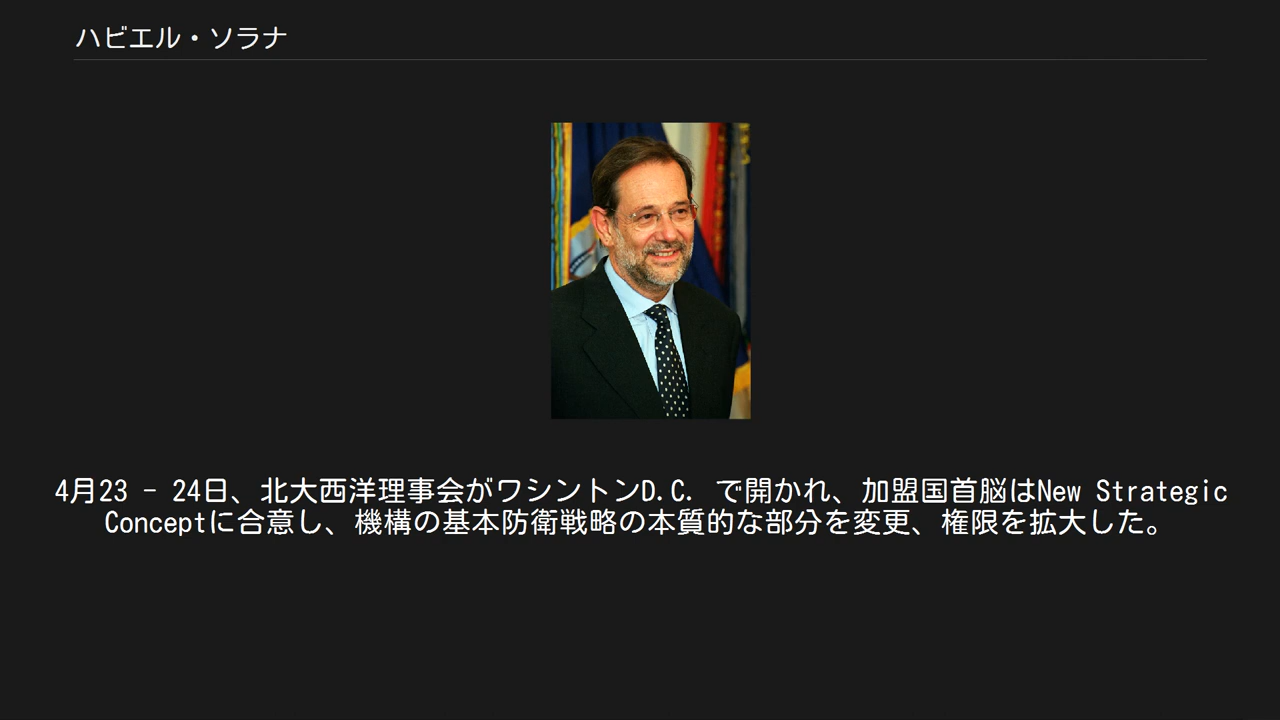 ハビエル・ソラナ
4月23 - 24日、北大西洋理事会がワシントンD.C. で開かれ、加盟国首脳はNew Strategic
Conceptに合意し、機構の基本防衛戦略の本質的な部分を変更、権限を拡大した。